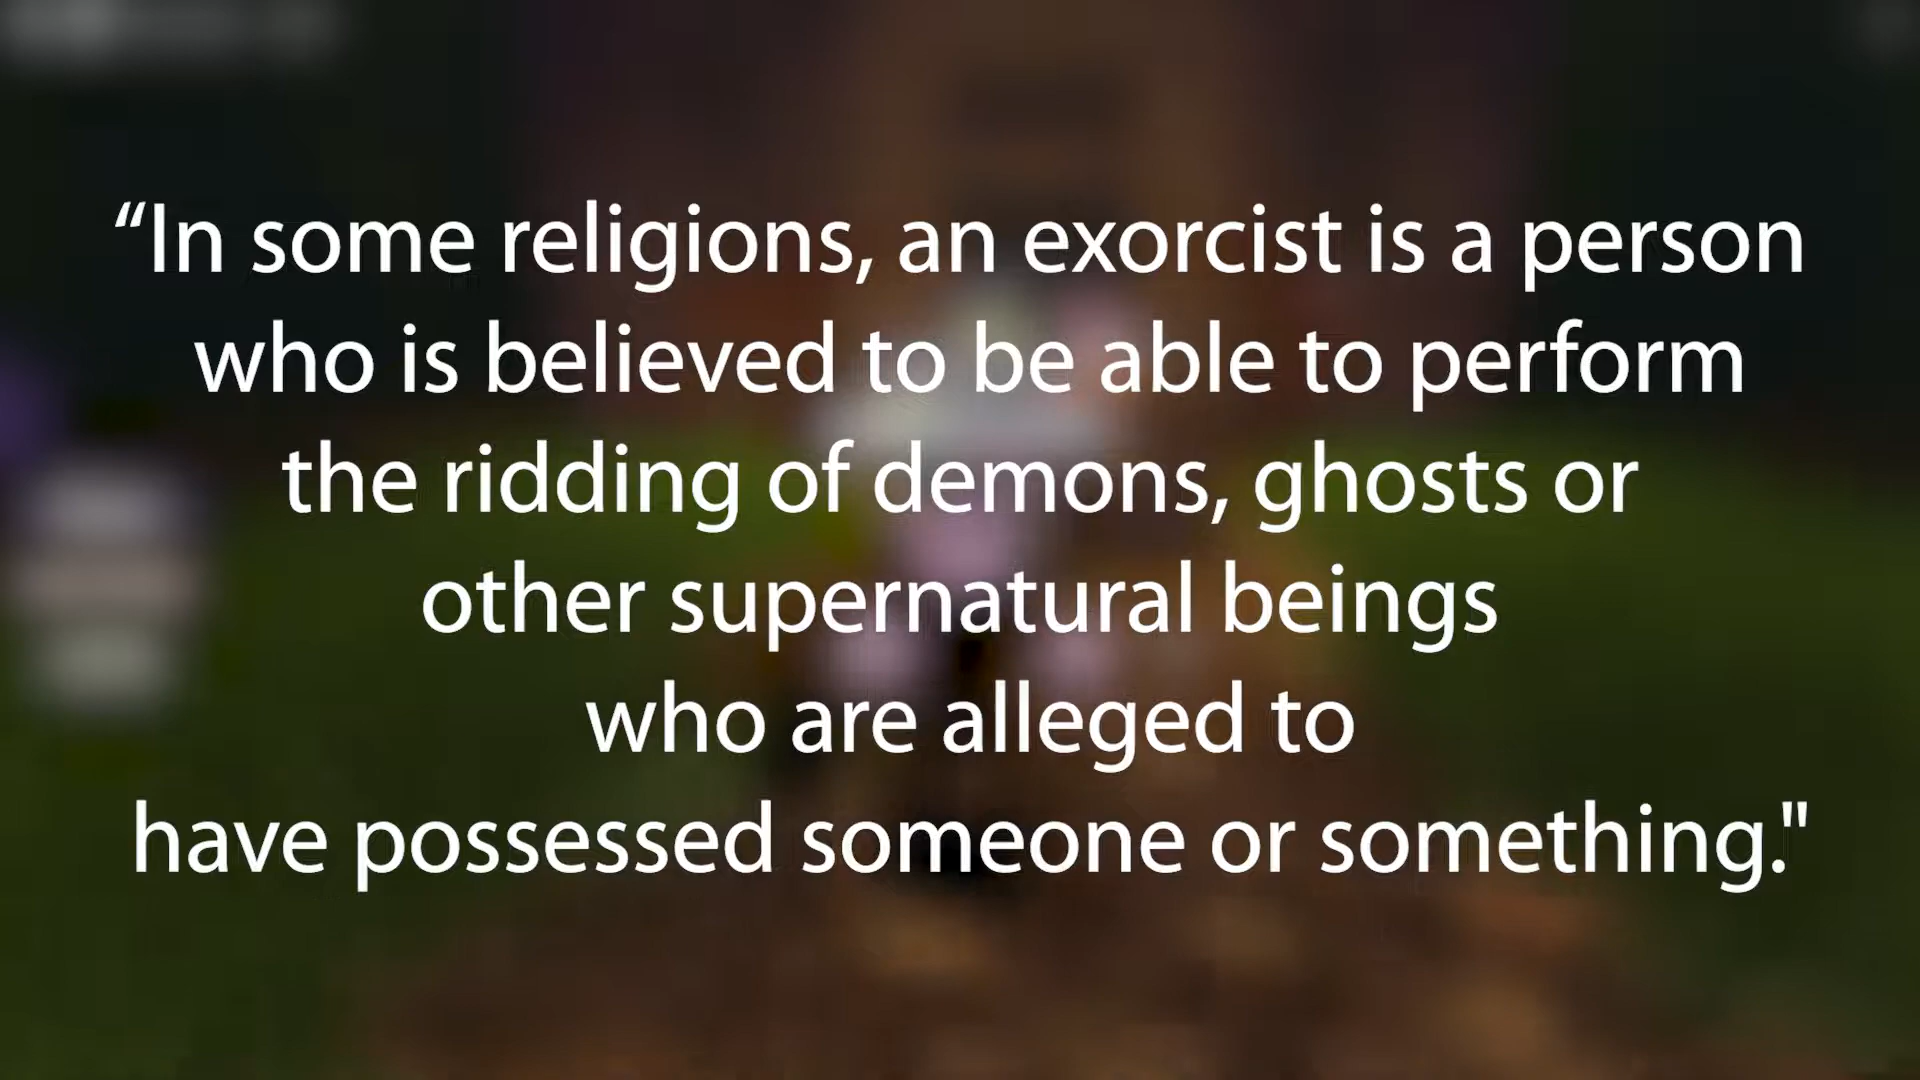 “In some religions, an exorcist is a person
who is believed to be able to perform
the ridding of demons, ghosts or
other supernatural beings
who are alleged to
have possessed someone or something."